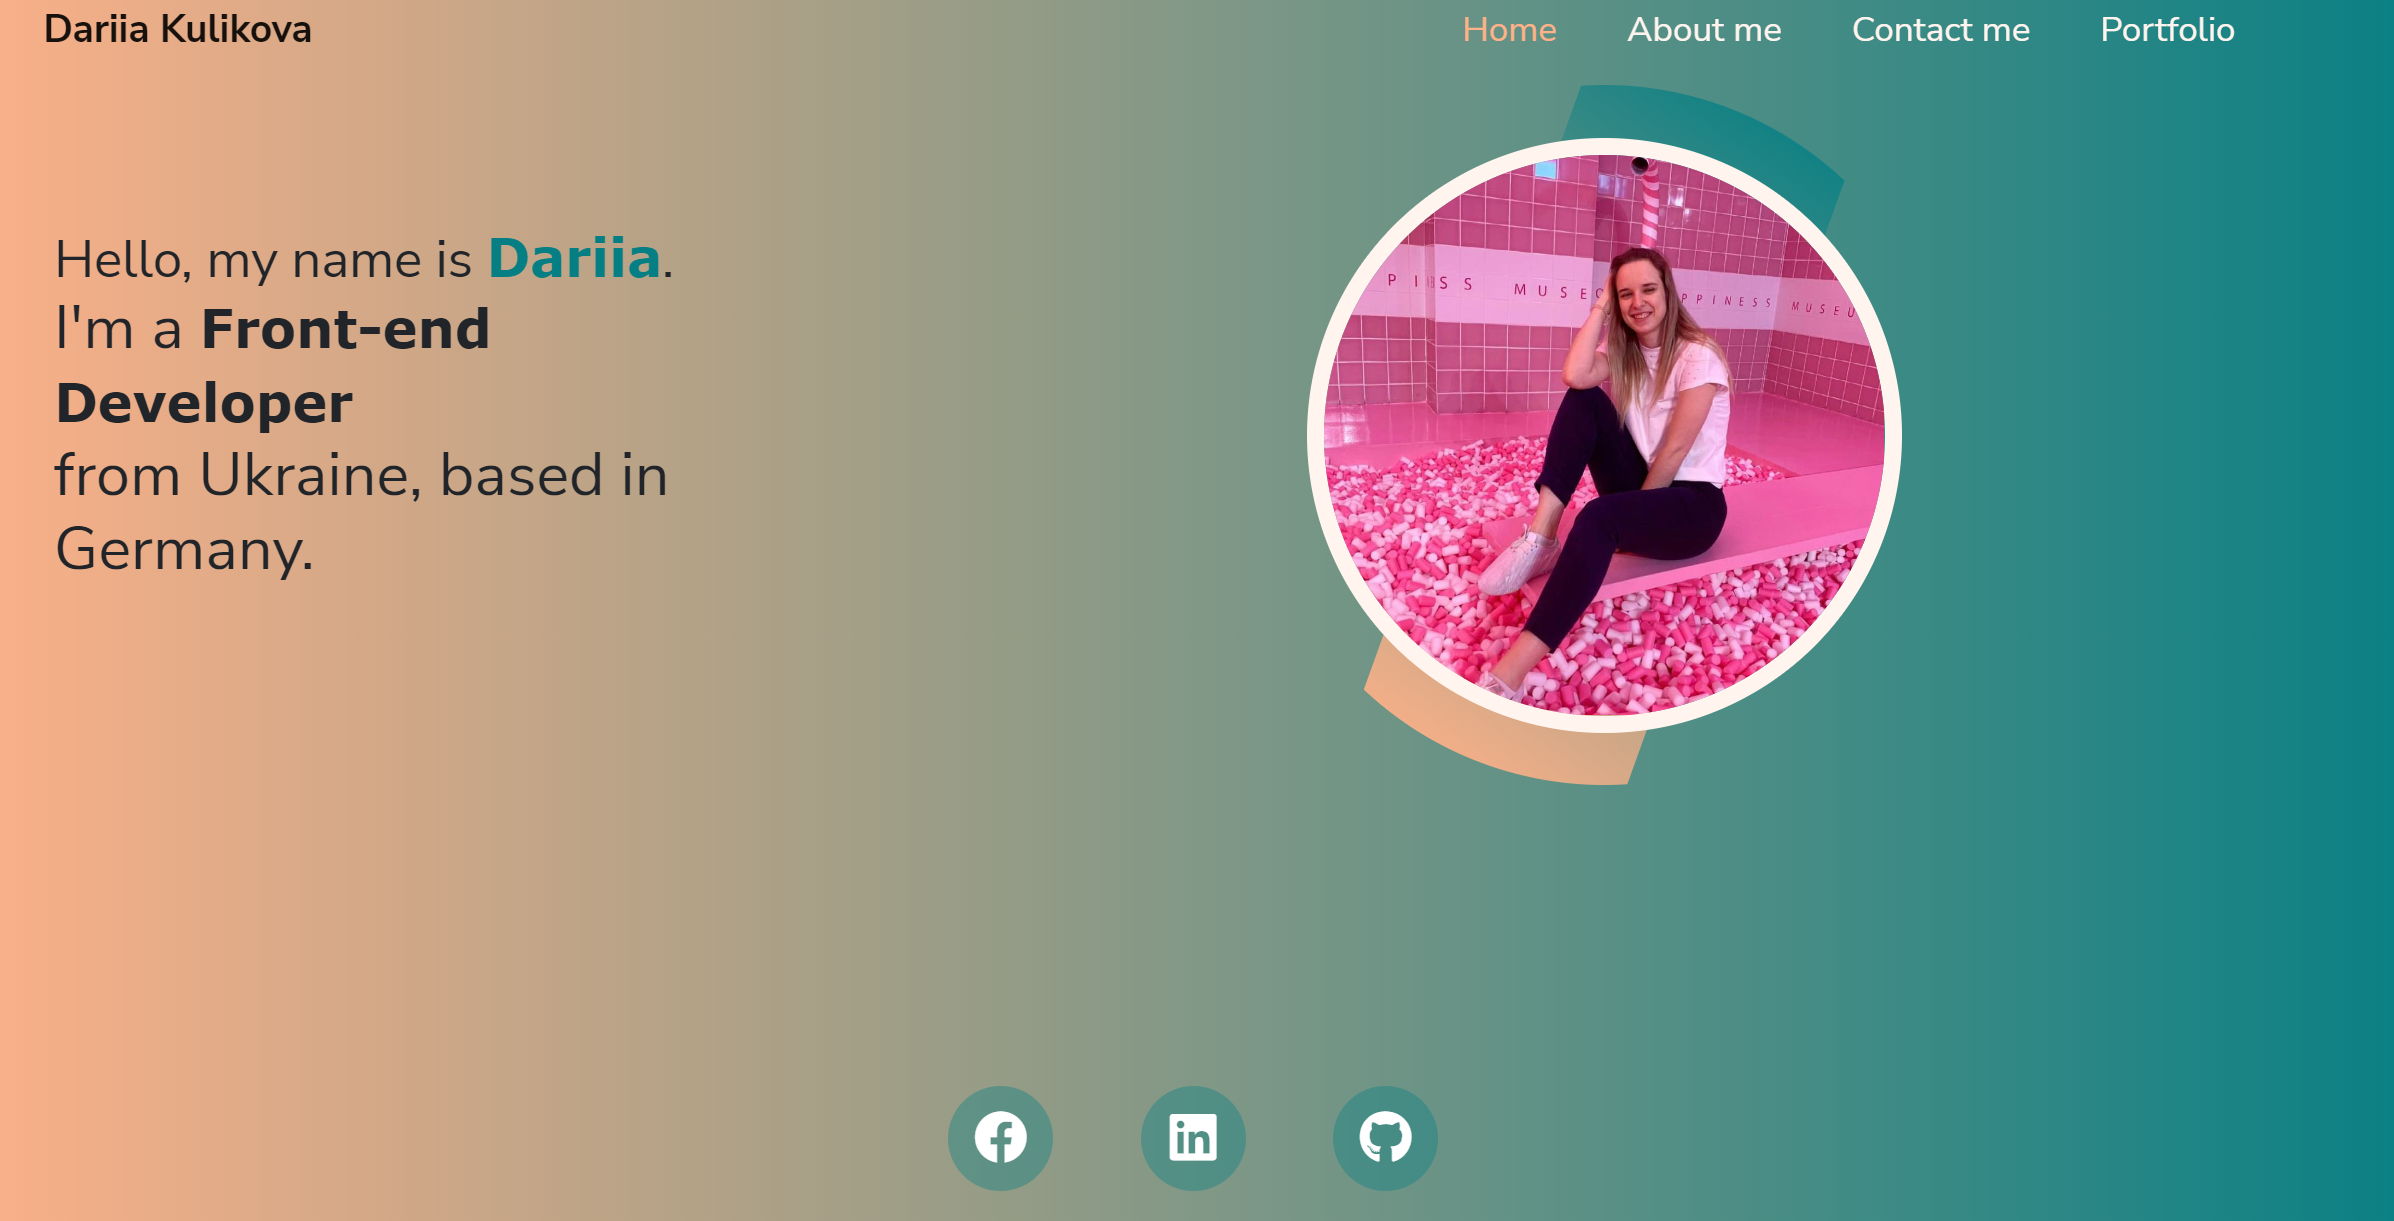 Dariia Kulikova
Home About me Contact me Portfolio
Hello, my name is Dariia.
I'm a Front-end
Developer
from Ukraine, based in
Germany.
PPINESS MUSEU